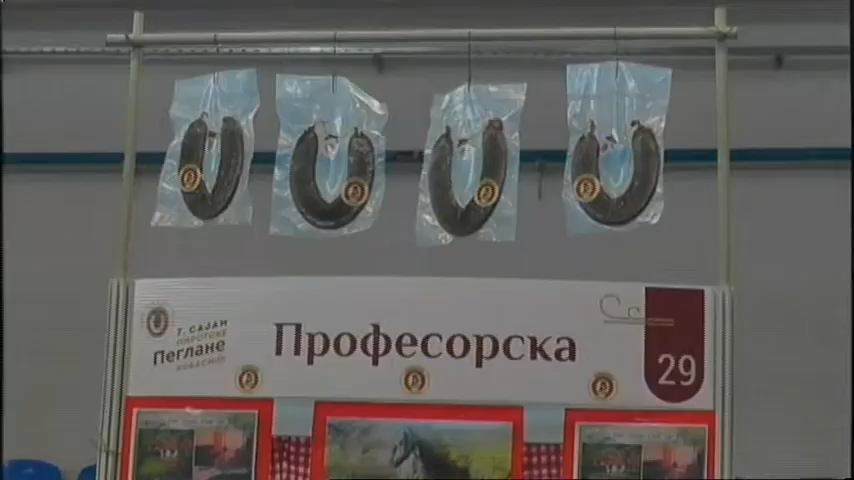 7. САЈАМ
ПИРОТСКЕ
Пеглане
КОБАСИЦЕ
Професорска
29